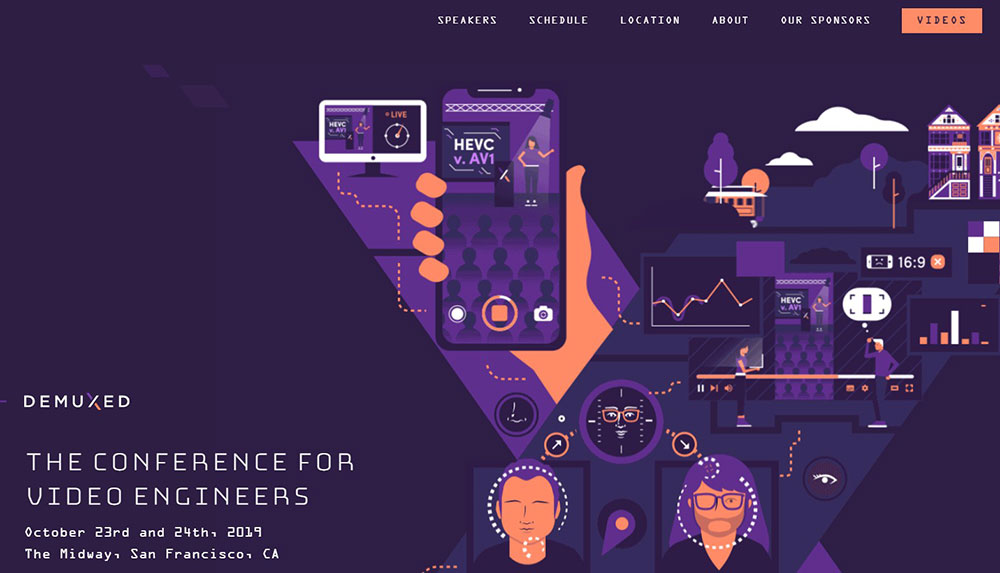 SPEAKERS
SCHEDULE
LOCATION
ABOUT
OUR SPONSORS
VIDEOS
LIVE
HEVC
v. AV1
HEVC
v. AV1
16:9
HEVC
v. AV1
DEMUXED
THE CONFERENCE FOR
VIDEO ENGINEERS
October 23rd and 24th, 2019
The Midway, San Francisco, CA